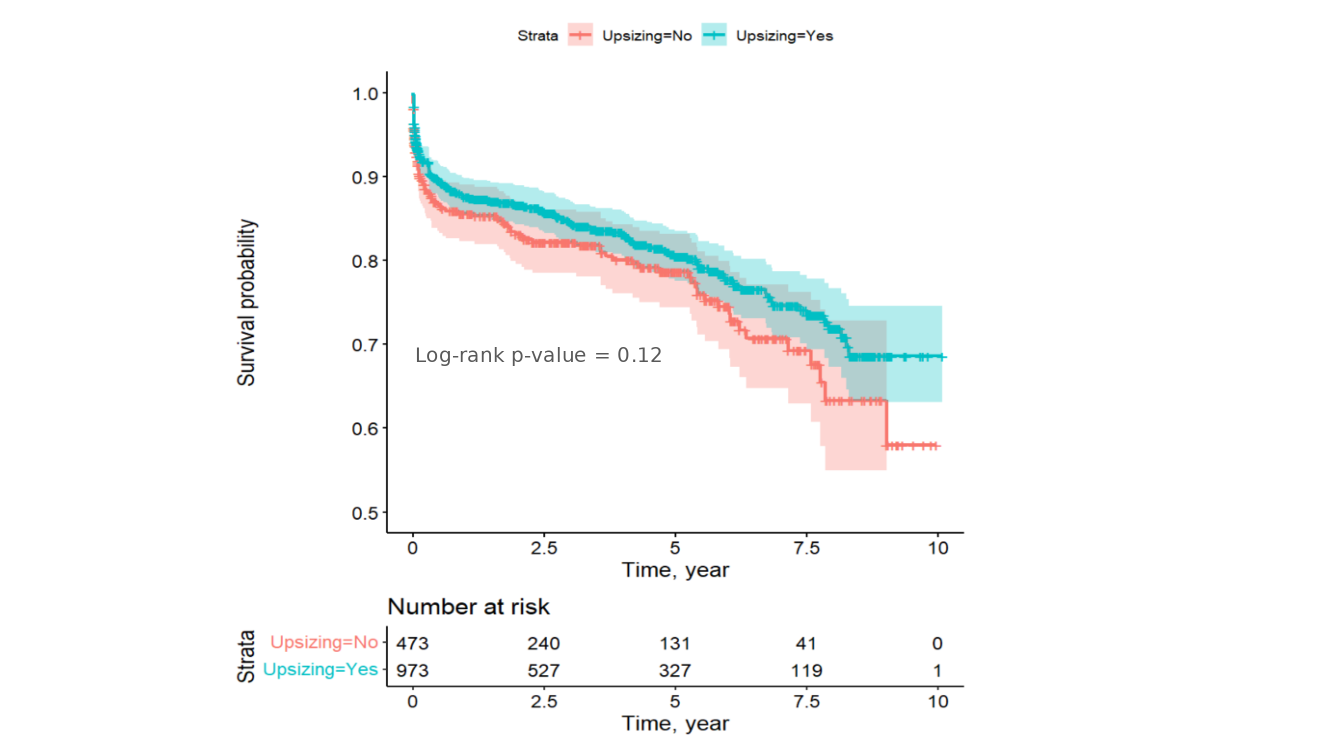 Strata Upsizing=No Upsizing=Yes
1.0
0.9
0.8
0.7
0.6
0.5
Survival probability
Log-rank p-value = 0.12
0 2.5 5 7.5 10
Time, year
Number at risk
Strata
Upsizing=No 473 240 131 41 0
Upsizing=Yes 973 527 327 119 1
0 2.5 5 7.5 10
Time, year